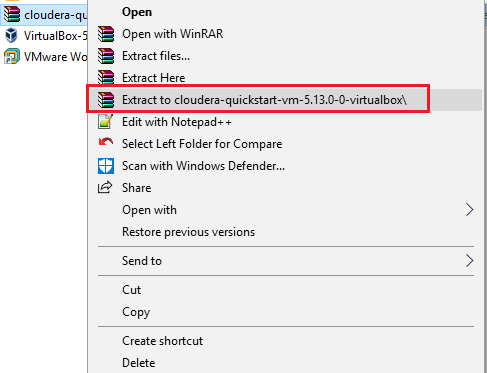 cloudera-qu
VirtualBox-5
VMware Wo
Open
Open with WinRAR
Extract files...
Extract Here
Extract to cloudera-quickstart-vm-5.13.0-0-virtualbox\
Edit with Notepad++
Select Left Folder for Compare
Scan with Windows Defender...
Share
Open with
Restore previous versions
Send to
Cut
Copy
Create shortcut
Delete